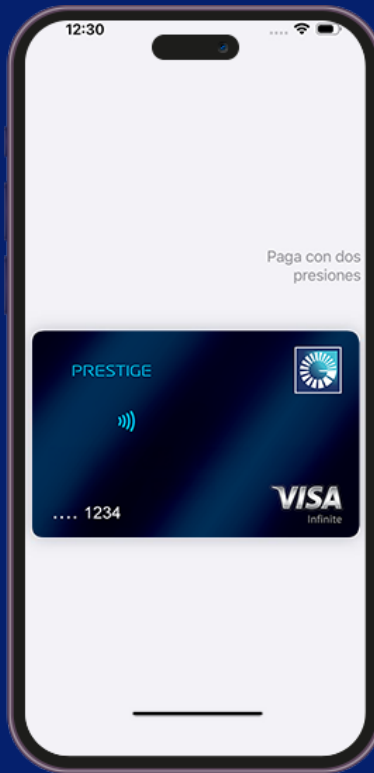 12:30
Paga con dos
presiones
PRESTIGE
.... 1234
VISA
Infinite